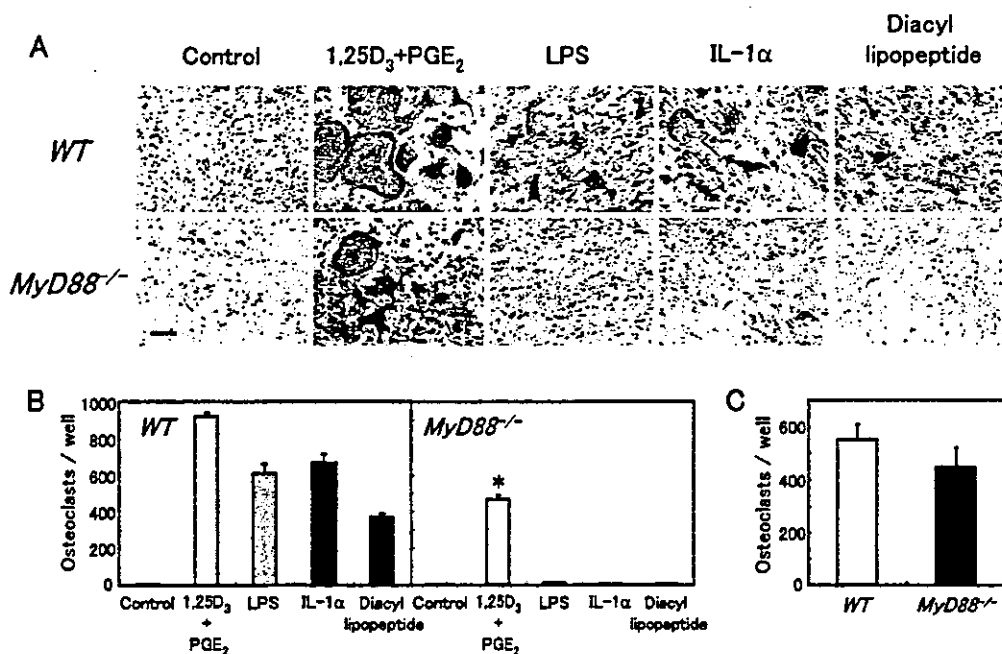 A
Control
1,25D₃+PGE₂
LPS
IL-1α
Diacyl
lipopeptide
WT
MyD88⁻/⁻
B
Osteoclasts / well
1000
800
600
400
200
0
WT
MyD88⁻/⁻
*
Control 1,25D₃ LPS IL-1α Diacyl Control 1,25D₃ LPS IL-1α Diacyl
+ lipopeptide + lipopeptide
PGE₂ PGE₂
C
Osteoclasts / well
600
400
200
0
WT MyD88⁻/⁻